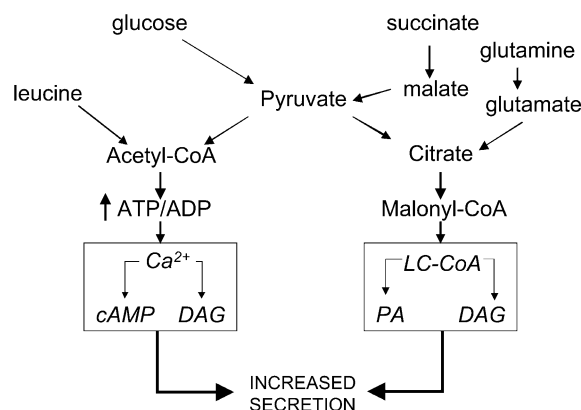 glucose
succinate
glutamine
leucine
Pyruvate
malate
glutamate
Acetyl-CoA
Citrate
ATP/ADP
Malonyl-CoA
Ca²⁺
LC-CoA
cAMP DAG
PA DAG
INCREASED
SECRETION